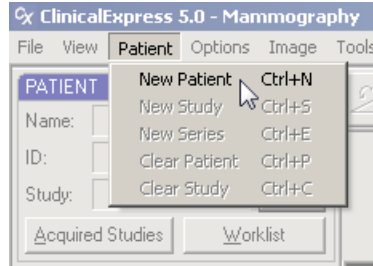 ClinicalExpress 5.0 - Mammography
File View Patient Options Image Tools
PATIENT
Name:
ID:
Study:
New Patient Ctrl+N
New Study Ctrl+S
New Series Ctrl+E
Clear Patient Ctrl+P
Clear Study Ctrl+C
Acquired Studies Worklist